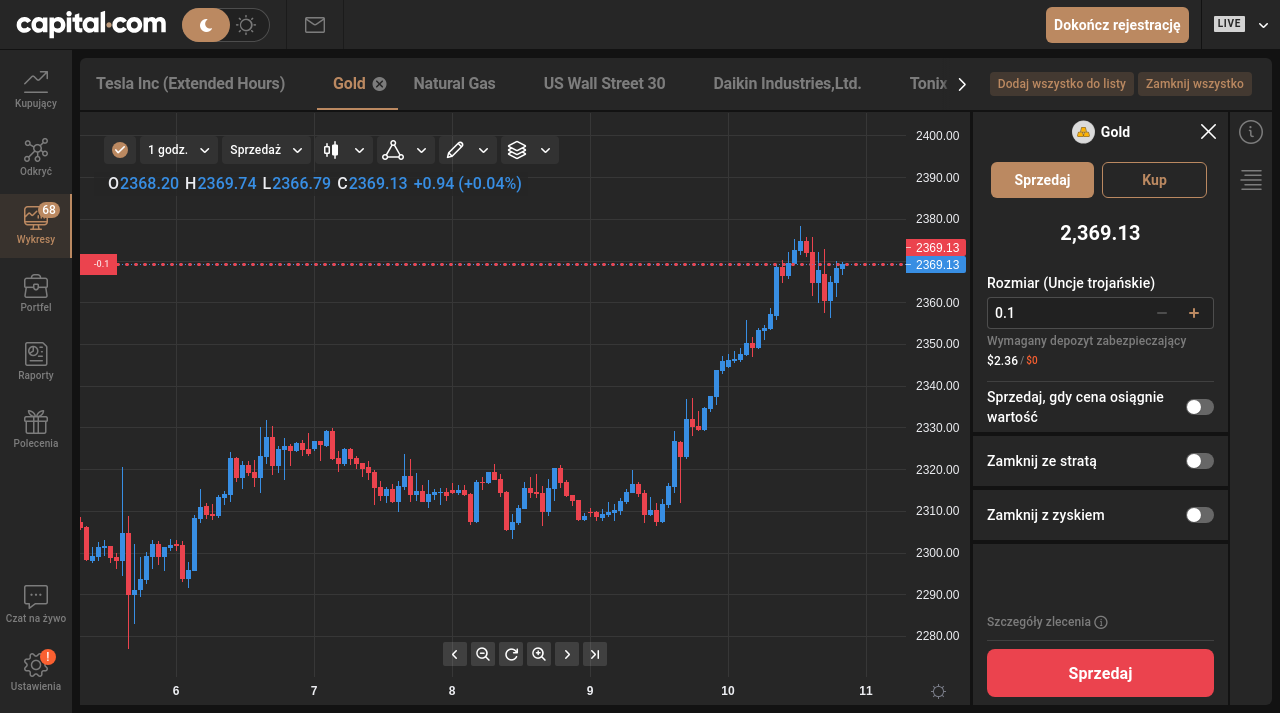 capital.com
Dokończ rejestrację
LIVE
Kupujący
Odkryć
68
Wykresy
Portfel
Raporty
Polecenia
Czat na żywo
!
Ustawienia
Tesla Inc (Extended Hours) Gold Natural Gas US Wall Street 30 Daikin Industries,Ltd. Tonix
Dodaj wszystko do listy Zamknij wszystko
1 godz. Sprzedaż
O2368.20 H2369.74 L2366.79 C2369.13 +0.94 (+0.04%)
-0.1
2400.00
2390.00
2380.00
2369.13
2369.13
2360.00
2350.00
2340.00
2330.00
2320.00
2310.00
2300.00
2290.00
2280.00
6 7 8 9 10 11
Gold
Sprzedaj Kup
2,369.13
Rozmiar (Uncje trojańskie)
0.1
Wymagany depozyt zabezpieczający
$2.36 / $0
Sprzedaj, gdy cena osiągnie
wartość
Zamknij ze stratą
Zamknij z zyskiem
Szczegóły zlecenia
Sprzedaj